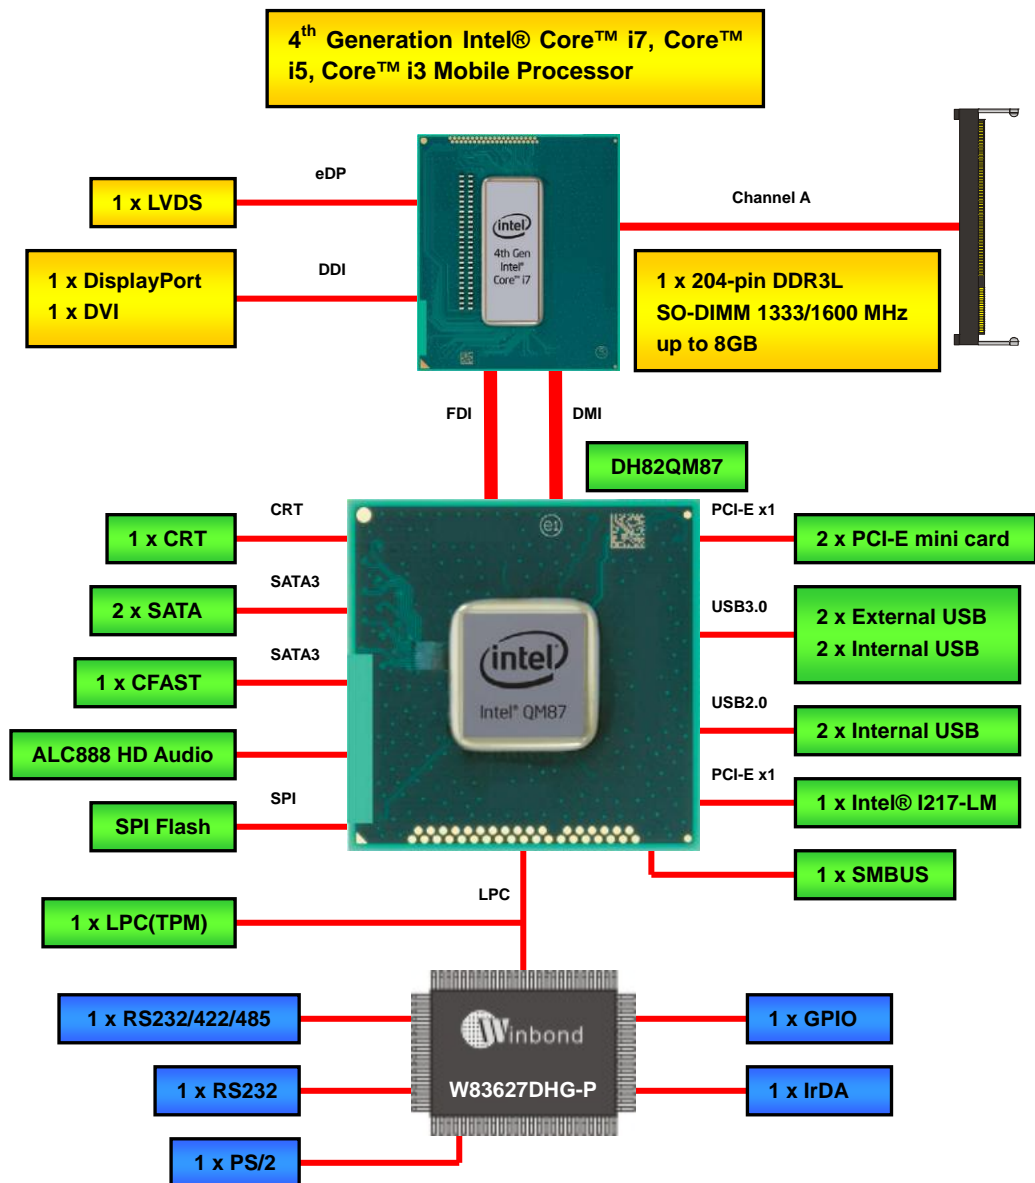 4th Generation Intel® Core™ i7, Core™
i5, Core™ i3 Mobile Processor
eDP
1 x LVDS
intel
4th Gen
Intel®
Core™ i7
Channel A
DDI
1 x DisplayPort
1 x DVI
1 x 204-pin DDR3L
SO-DIMM 1333/1600 MHz
up to 8GB
FDI
DMI
DH82QM87
CRT
1 x CRT
e1
PCI-E x1
2 x PCI-E mini card
SATA3
2 x SATA
USB3.0
2 x External USB
2 x Internal USB
SATA3
1 x CFAST
intel
Intel® QM87
USB2.0
2 x Internal USB
ALC888 HD Audio
PCI-E x1
1 x Intel® I217-LM
SPI
SPI Flash
1 x SMBUS
LPC
1 x LPC(TPM)
1 x RS232/422/485
Winbond
1 x GPIO
1 x RS232
W83627DHG-P
1 x IrDA
1 x PS/2